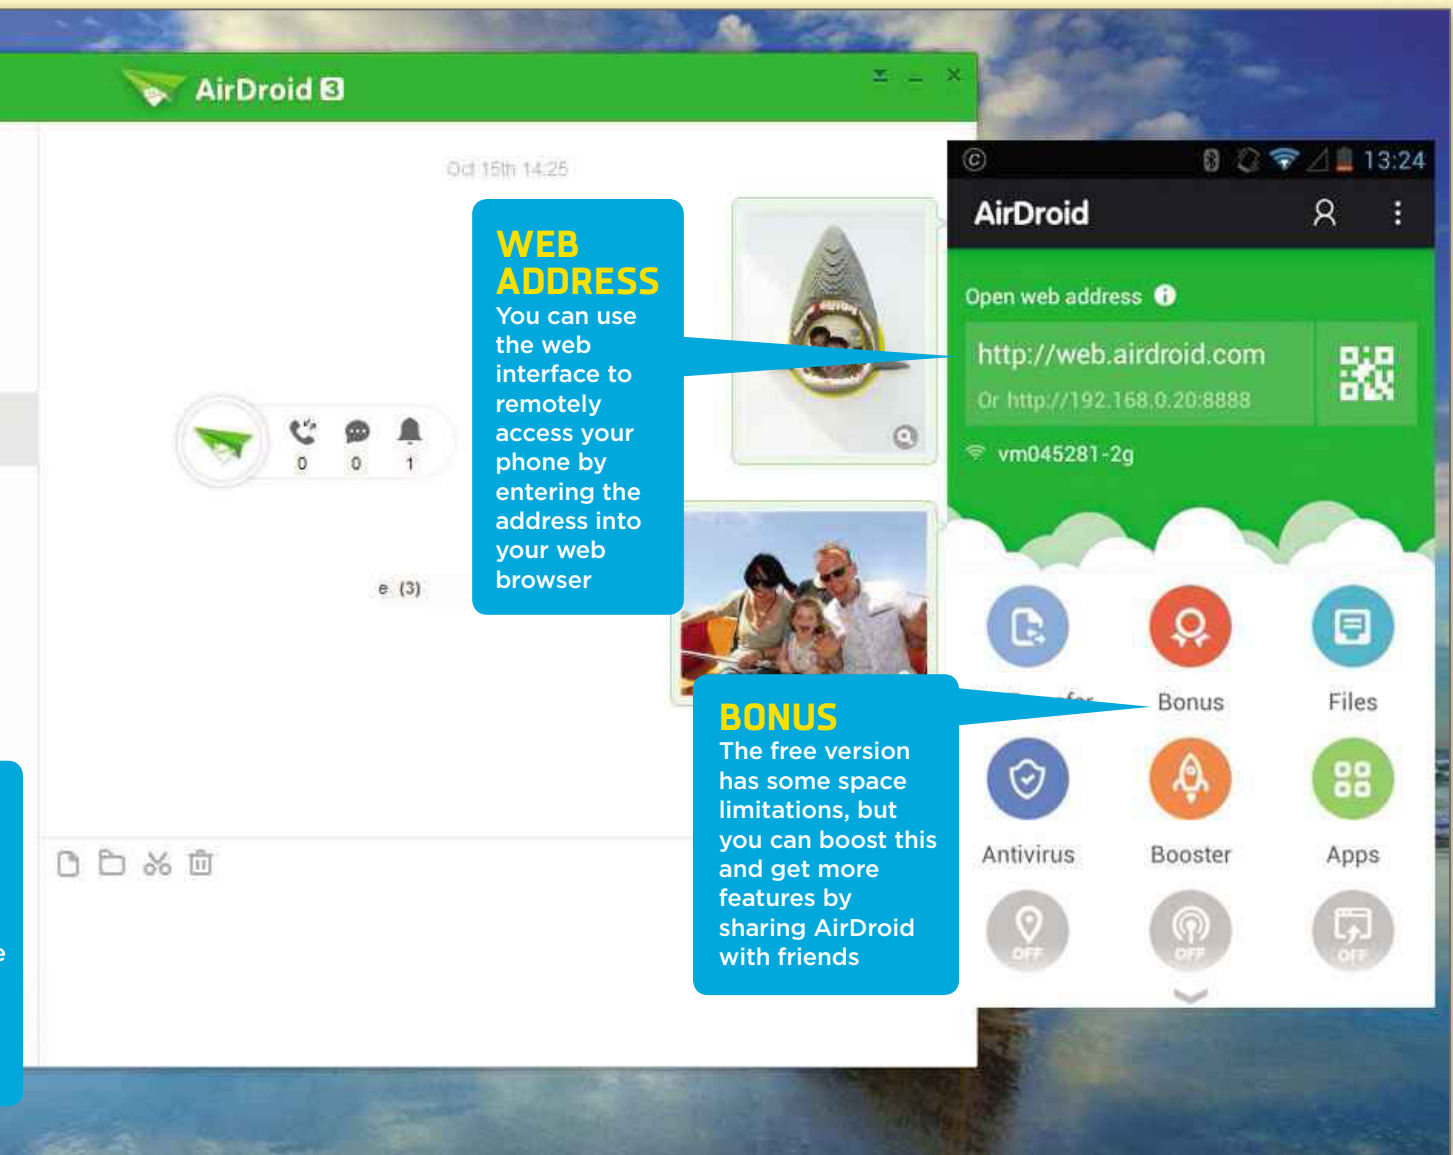 AirDroid 3
Oct 15th 14:25
WEB
ADDRESS
You can use
the web
interface to
remotely
access your
phone by
entering the
address into
your web
browser
0 0 1
e (3)
BONUS
The free version
has some space
limitations, but
you can boost this
and get more
features by
sharing AirDroid
with friends
e
13:24
AirDroid
Open web address
http://web.airdroid.com
Or http://192.168.0.20:8888
vm045281-2g
Bonus
Files
Antivirus
Booster
Apps
OFF
OFF
OFF